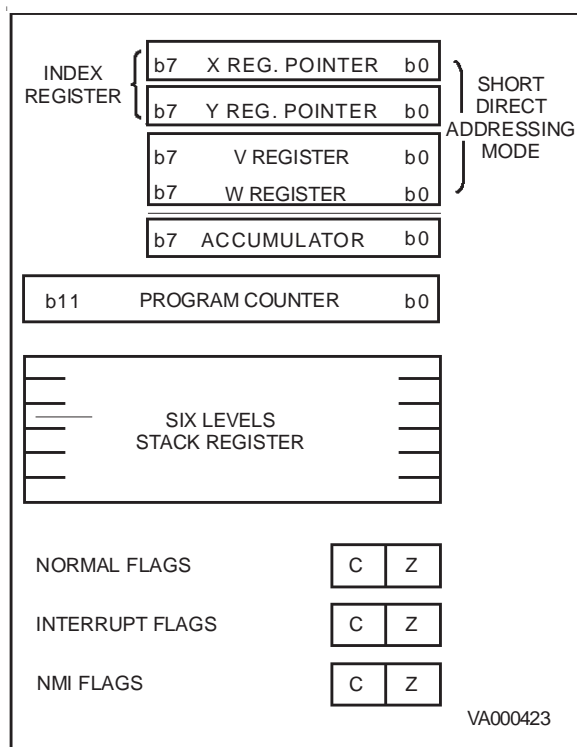 INDEX
REGISTER
b7 X REG. POINTER b0
b7 Y REG. POINTER b0
b7 V REGISTER b0
b7 W REGISTER b0
SHORT
DIRECT
ADDRESSING
MODE
b7 ACCUMULATOR b0
b11 PROGRAM COUNTER b0
SIX LEVELS
STACK REGISTER
NORMAL FLAGS C Z
INTERRUPT FLAGS C Z
NMI FLAGS C Z
VA000423